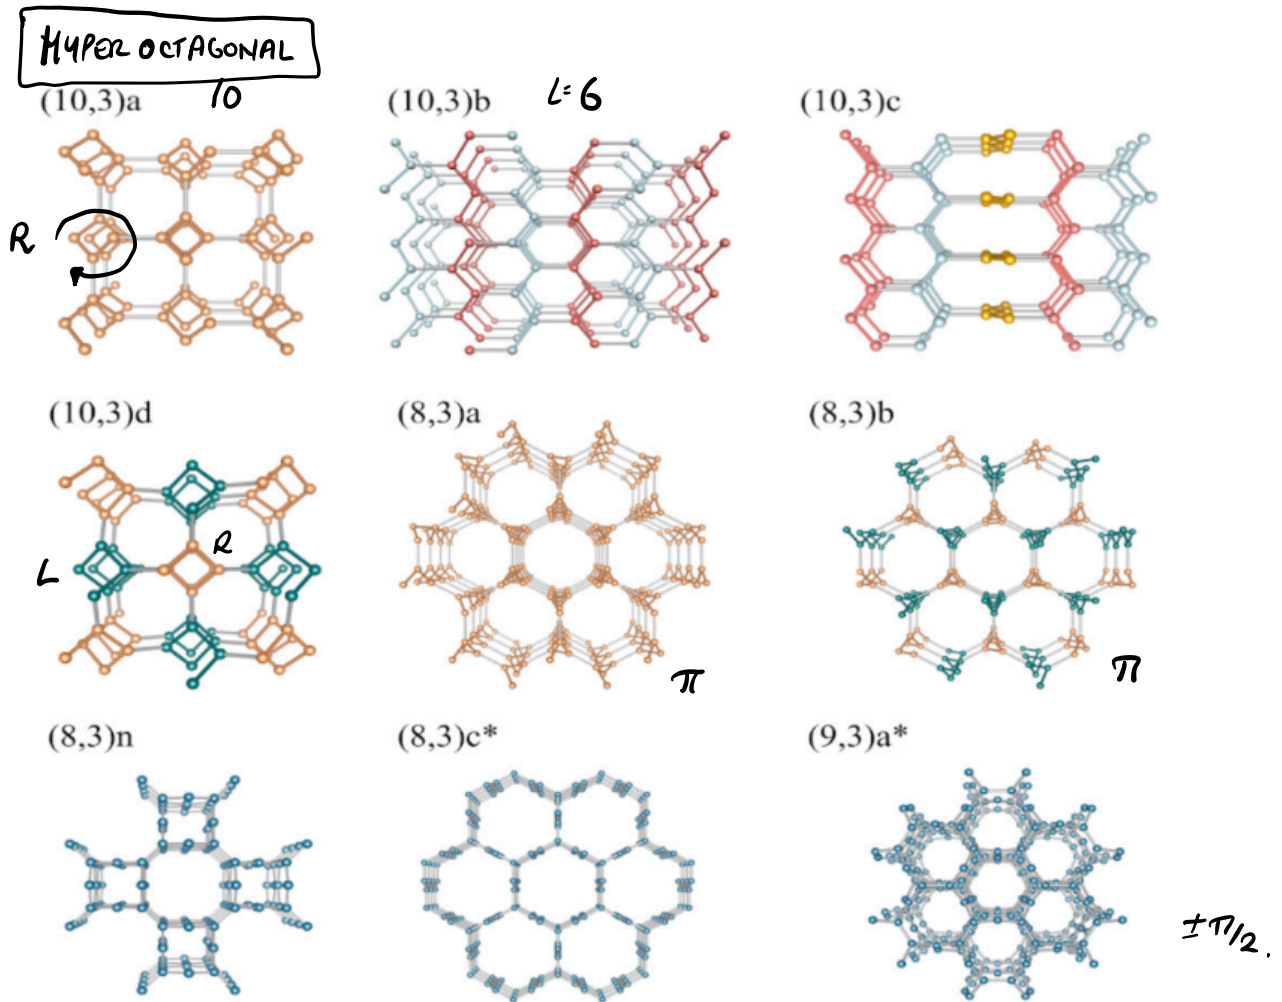 HYPER OCTAGONAL
(10,3)a 10
(10,3)b L=6
(10,3)c
R
(10,3)d
(8,3)a
(8,3)b
L
R
π
π
(8,3)n
(8,3)c*
(9,3)a*
±π/2.